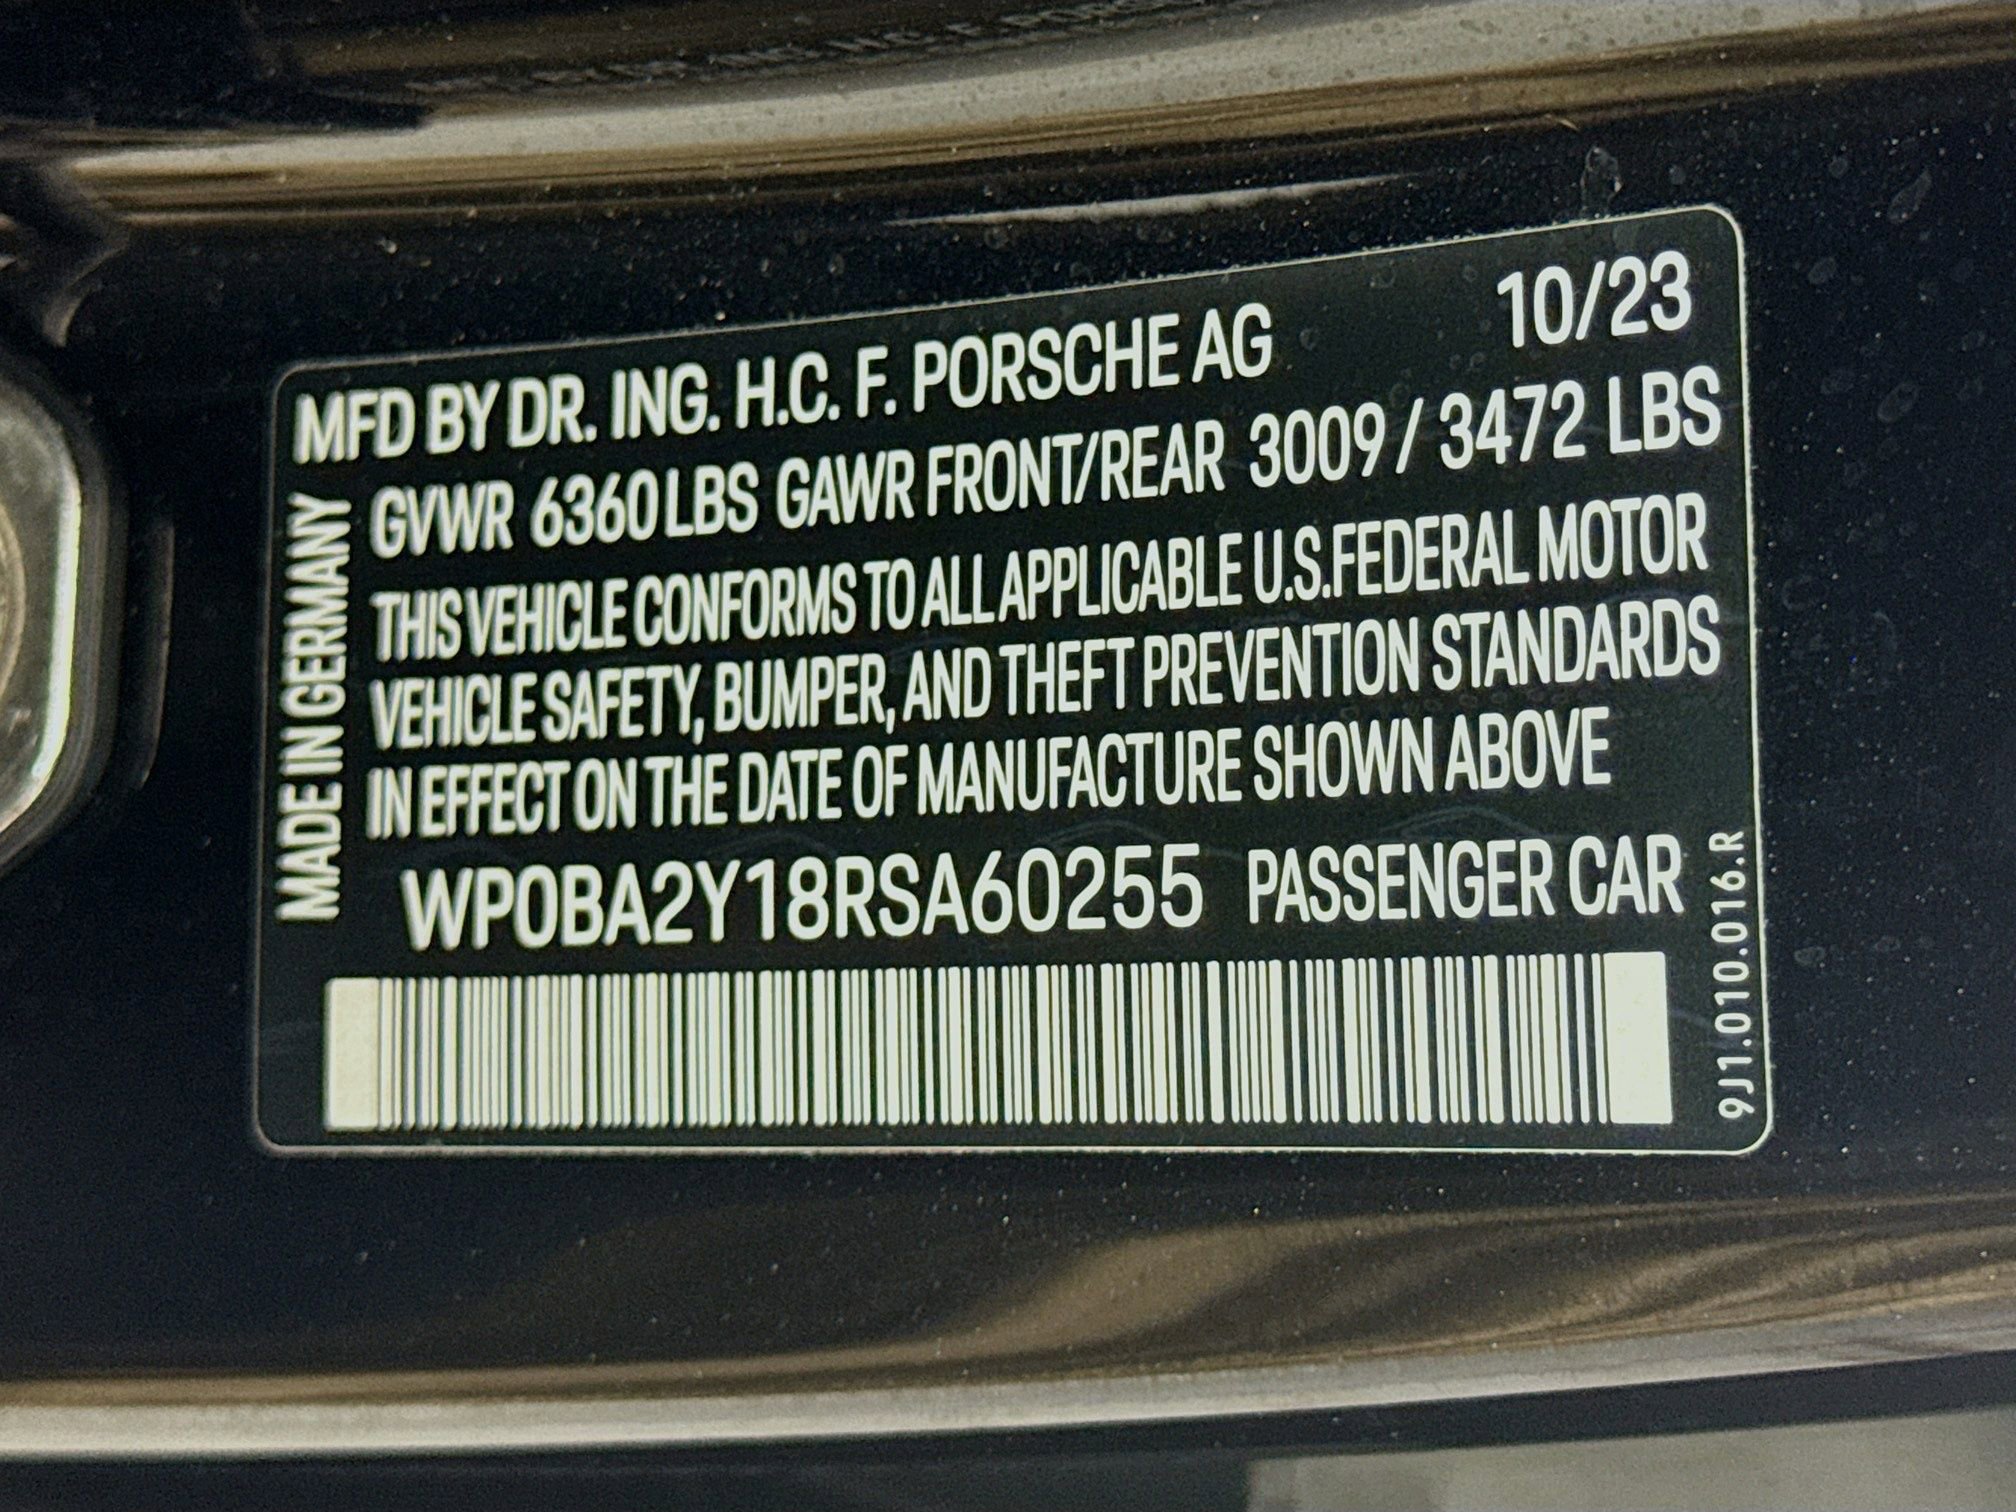 MFD BY DR. ING. H.C. F. PORSCHE AG 10/23
GVWR 6360 LBS GAWR FRONT/REAR 3009 / 3472 LBS
THIS VEHICLE CONFORMS TO ALL APPLICABLE U.S.FEDERAL MOTOR
VEHICLE SAFETY, BUMPER, AND THEFT PREVENTION STANDARDS
IN EFFECT ON THE DATE OF MANUFACTURE SHOWN ABOVE
WP0BA2Y18RSA60255 PASSENGER CAR
MADE IN GERMANY
9J1.010.016.R